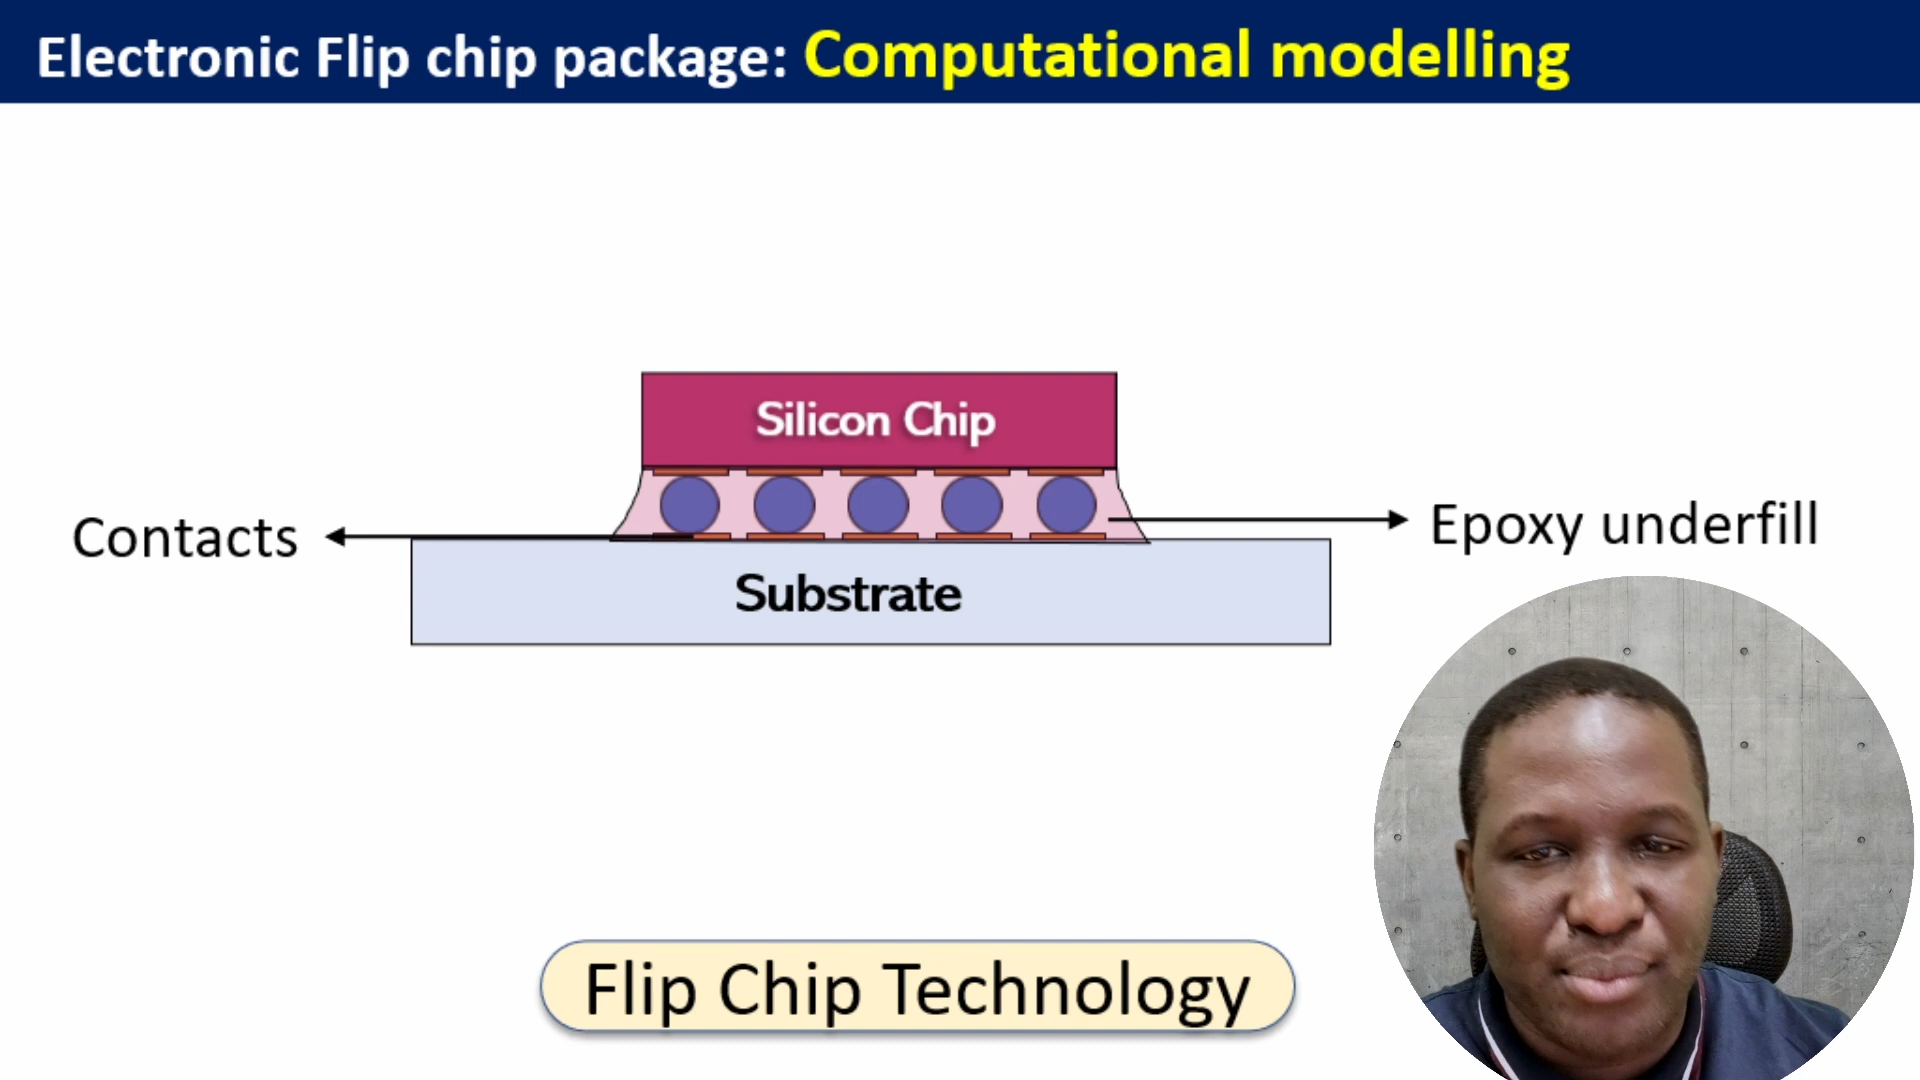 Electronic Flip chip package: Computational modelling
Silicon Chip
Contacts
Epoxy underfill
Substrate
Flip Chip Technology